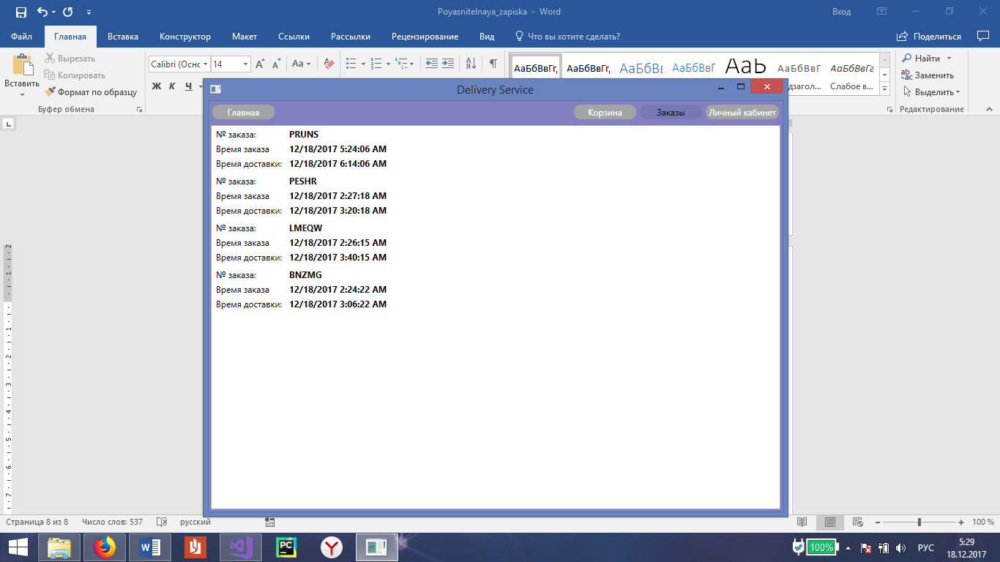 Poyasnitelnaya_zapiska - Word
Вход
Файл Главная Вставка Конструктор Макет Ссылки Рассылки Рецензирование Вид Что вы хотите сделать? Поделиться
Вставить
Вырезать
Копировать
Формат по образцу
Буфер обмена
Calibri (Оснс 14
Aa
Ж К Ч
АаБбВвГг, АаБбВвГг, АаБбВв АаБбВвГ АаБ АаБбВвГ АаБбВвГг
дзагол... Слабое в...
Найти
Заменить
Выделить
Редактирование
Delivery Service
Главная Корзина Заказы Личный кабинет
№ заказа: PRUNS
Время заказа 12/18/2017 5:24:06 AM
Время доставки: 12/18/2017 6:14:06 AM
№ заказа: PESHR
Время заказа 12/18/2017 2:27:18 AM
Время доставки: 12/18/2017 3:20:18 AM
№ заказа: LMEQW
Время заказа 12/18/2017 2:26:15 AM
Время доставки: 12/18/2017 3:40:15 AM
№ заказа: BNZMG
Время заказа 12/18/2017 2:24:22 AM
Время доставки: 12/18/2017 3:06:22 AM
Страница 8 из 8 Число слов: 537 русский 100 %
PC
100% РУС
5:29
18.12.2017